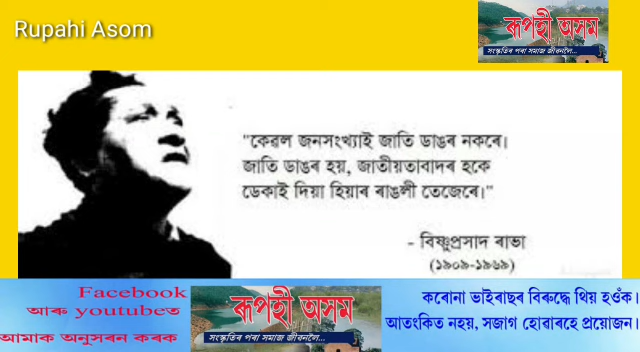 Rupahi Asom
ৰূপহী অসম
সংস্কৃতিৰ পৰা সমাজ জীৱনলৈ...
"কেৱল জনসংখ্যাই জাতি ডাঙৰ নকৰে।
জাতি ডাঙৰ হয়, জাতীয়তাবাদৰ হকে
ডেকাই দিয়া হিয়াৰ ৰাঙলী তেজেৰে।"
- বিষ্ণুপ্ৰসাদ ৰাভা
(১৯০৯-১৯৬৯)
Facebook
আৰু youtubeত
আমাক অনুসৰন কৰক
ৰূপহী অসম
সংস্কৃতিৰ পৰা সমাজ জীৱনলৈ...
কৰোনা ভাইৰাছৰ বিৰুদ্ধে থিয় হওঁক।
আতংকিত নহয়, সজাগ হোৱাৰহে প্ৰয়োজন।